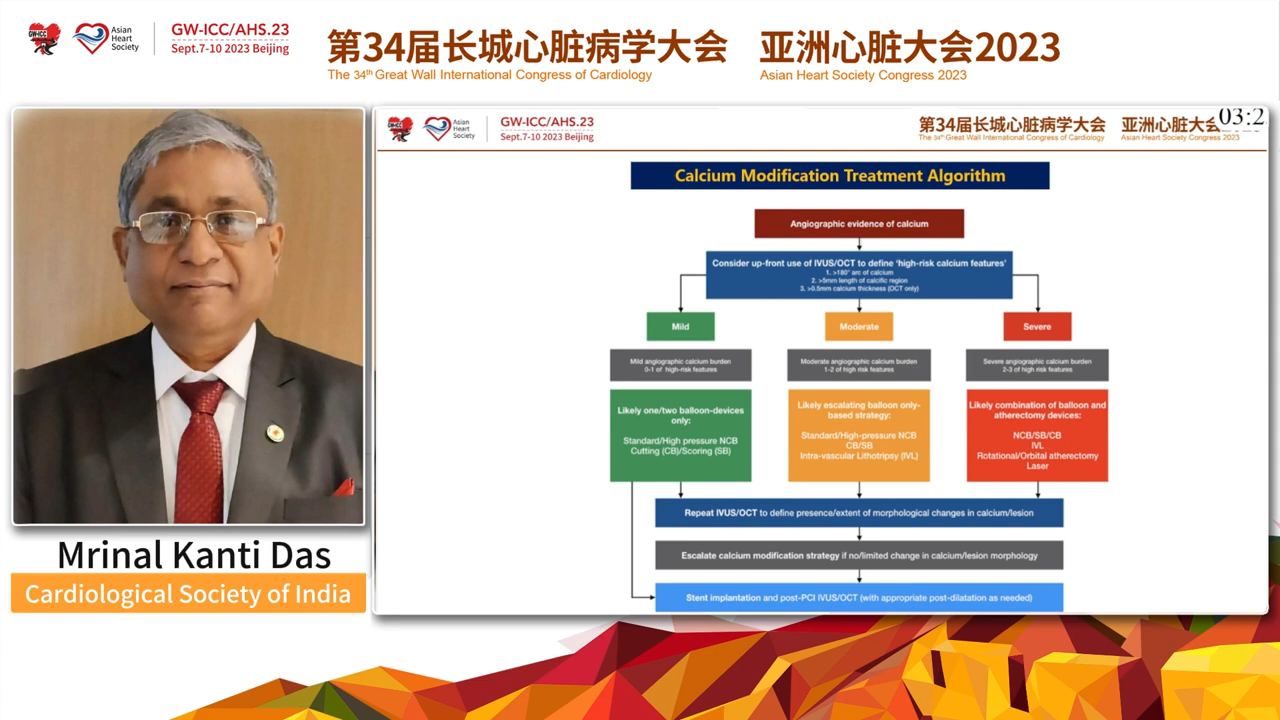 GW-ICC
Asian
Heart
Society
GW-ICC/AHS.23
Sept.7-10 2023 Beijing
第34届长城心脏病学大会 亚洲心脏大会2023
The 34th Great Wall International Congress of Cardiology Asian Heart Society Congress 2023
GW-ICC
Asian
Heart
Society
GW-ICC/AHS.23
Sept.7-10 2023 Beijing
第34届长城心脏病学大会 亚洲心脏大会
The 34th Great Wall International Congress of Cardiology Asian Heart Society Congress 2023
03:2
Calcium Modification Treatment Algorithm
Angiographic evidence of calcium
Consider up-front use of IVUS/OCT to define 'high-risk calcium features'
1. >180° arc of calcium
2. >5mm length of calcific region
3. >0.5mm calcium thickness (OCT only)
Mild
Moderate
Severe
Mild angiographic calcium burden
0-1 of high-risk features
Moderate angiographic calcium burden
1-2 of high risk features
Severe angiographic calcium burden
2-3 of high risk features
Likely one/two balloon-devices
only:
Standard/High pressure NCB
Cutting (CB)/Scoring (SB)
Likely escalating balloon only-
based strategy:
Standard/High-pressure NCB
CB/SB
Intra-vascular Lithotripsy (IVL)
Likely combination of balloon and
atherectomy devices:
NCB/SB/CB
IVL
Rotational/Orbital atherectomy
Laser
Repeat IVUS/OCT to define presence/extent of morphological changes in calcium/lesion
Escalate calcium modification strategy if no/limited change in calcium/lesion morphology
Stent implantation and post-PCI IVUS/OCT (with appropriate post-dilatation as needed)
Mrinal Kanti Das
Cardiological Society of India